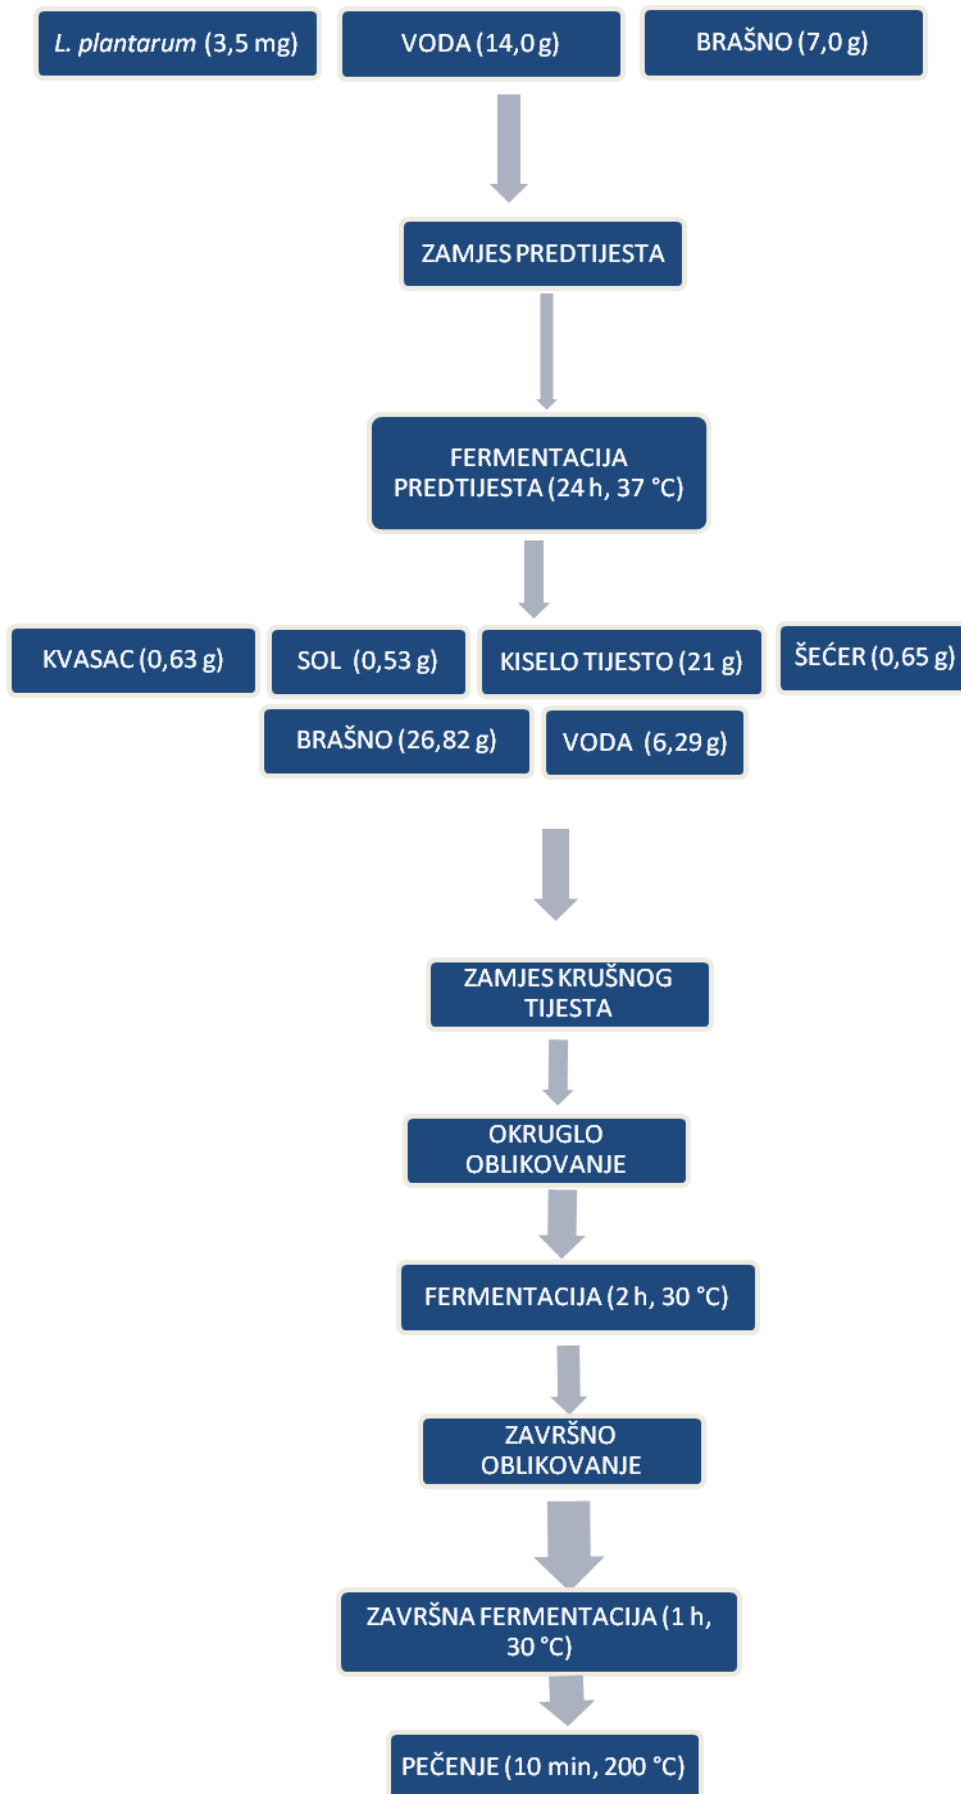 L. plantarum (3,5 mg)
VODA (14,0 g)
BRAŠNO (7,0 g)
ZAMJES PREDTIJESTA
FERMENTACIJA
PREDTIJESTA (24 h, 37 °C)
KVASAC (0,63 g)
SOL (0,53 g)
KISELO TIJESTO (21 g)
ŠEĆER (0,65 g)
BRAŠNO (26,82 g)
VODA (6,29 g)
ZAMJES KRUŠNOG
TIJESTA
OKRUGLO
OBLIKOVANJE
FERMENTACIJA (2 h, 30 °C)
ZAVRŠNO
OBLIKOVANJE
ZAVRŠNA FERMENTACIJA (1 h,
30 °C)
PEČENJE (10 min, 200 °C)